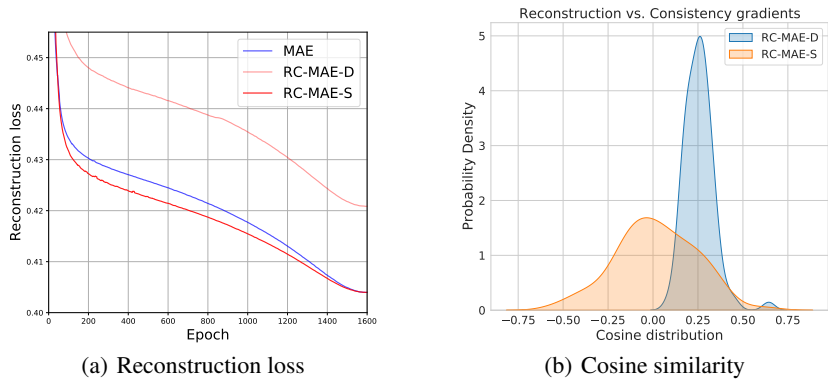 MAE
RC-MAE-D
RC-MAE-S
Reconstruction loss
0.45
0.44
0.43
0.42
0.41
0.40
0 200 400 600 800 1000 1200 1400 1600
Epoch
(a) Reconstruction loss
Reconstruction vs. Consistency gradients
RC-MAE-D
RC-MAE-S
Probability Density
5
4
3
2
1
0
−0.75 −0.50 −0.25 0.00 0.25 0.50 0.75
Cosine distribution
(b) Cosine similarity